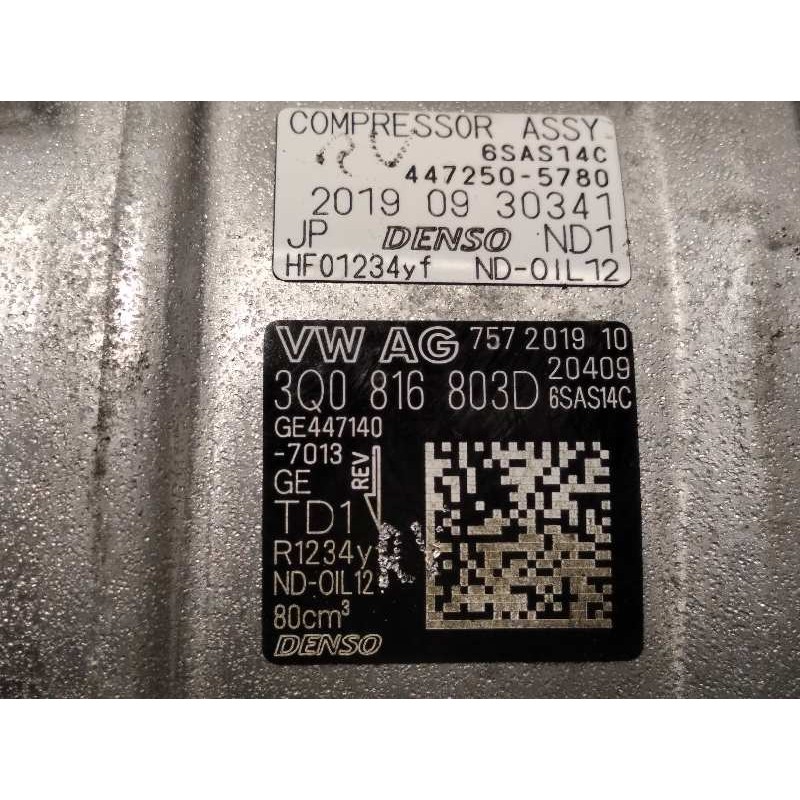 COMPRESSOR ASSY
6SAS14C
447250-5780
2019 09 30341
JP DENSO ND1
HF01234yf ND-OIL12
VW AG 757 2019 10
20409
3Q0 816 803D 6SAS14C
GE447140
-7013
GE
REV
TD1
R1234y
ND-OIL12
80cm³
DENSO